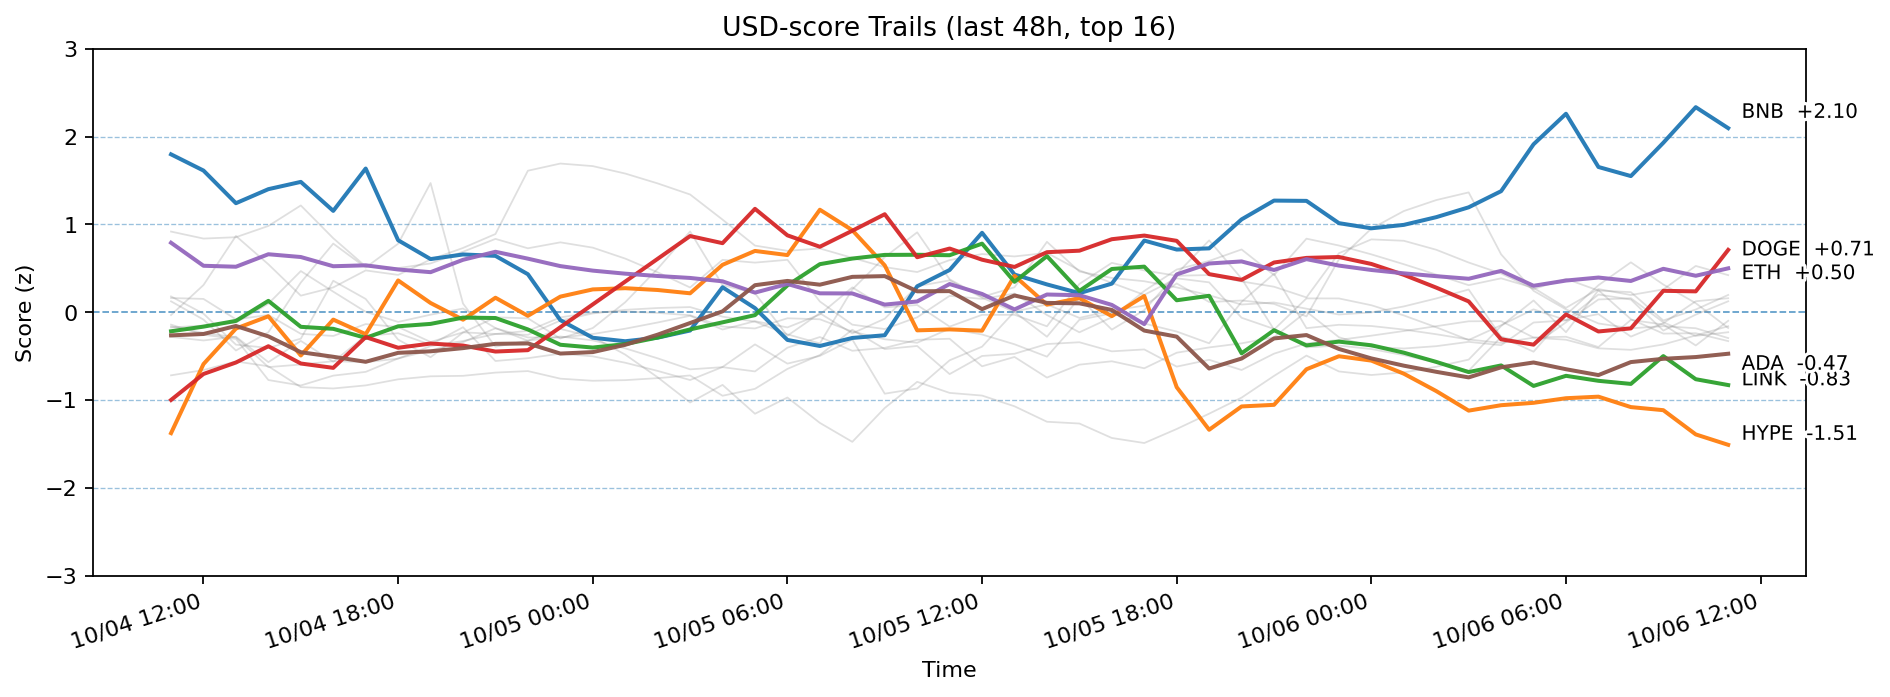 USD-score Trails (last 48h, top 16)
Score (z)
3
2
1
0
−1
−2
−3
BNB +2.10
DOGE +0.71
ETH +0.50
ADA -0.47
LINK -0.83
HYPE -1.51
10/04 12:00
10/04 18:00
10/05 00:00
10/05 06:00
10/05 12:00
10/05 18:00
10/06 00:00
10/06 06:00
10/06 12:00
Time